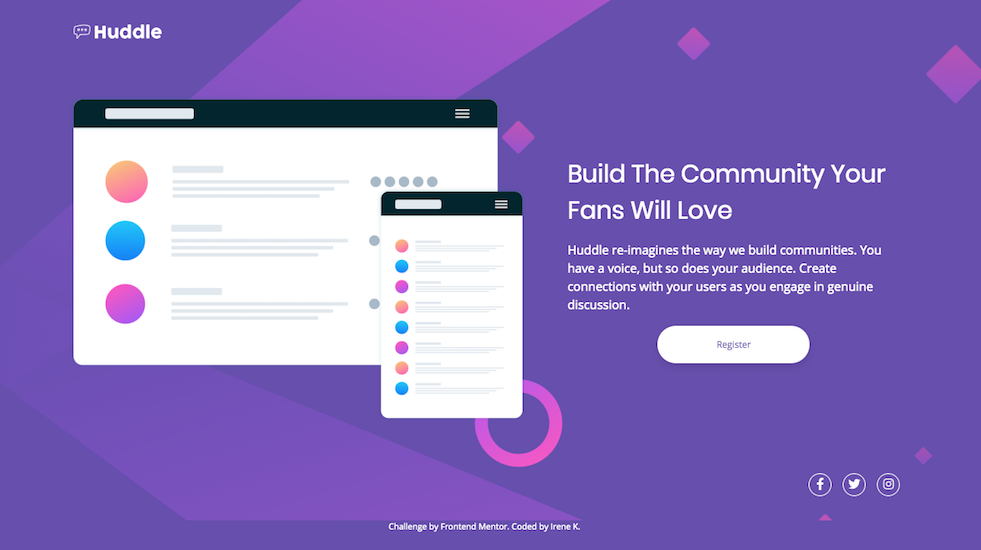 Huddle
Build The Community Your
Fans Will Love
Huddle re-imagines the way we build communities. You
have a voice, but so does your audience. Create
connections with your users as you engage in genuine
discussion.
Register
Challenge by Frontend Mentor. Coded by Irene K.